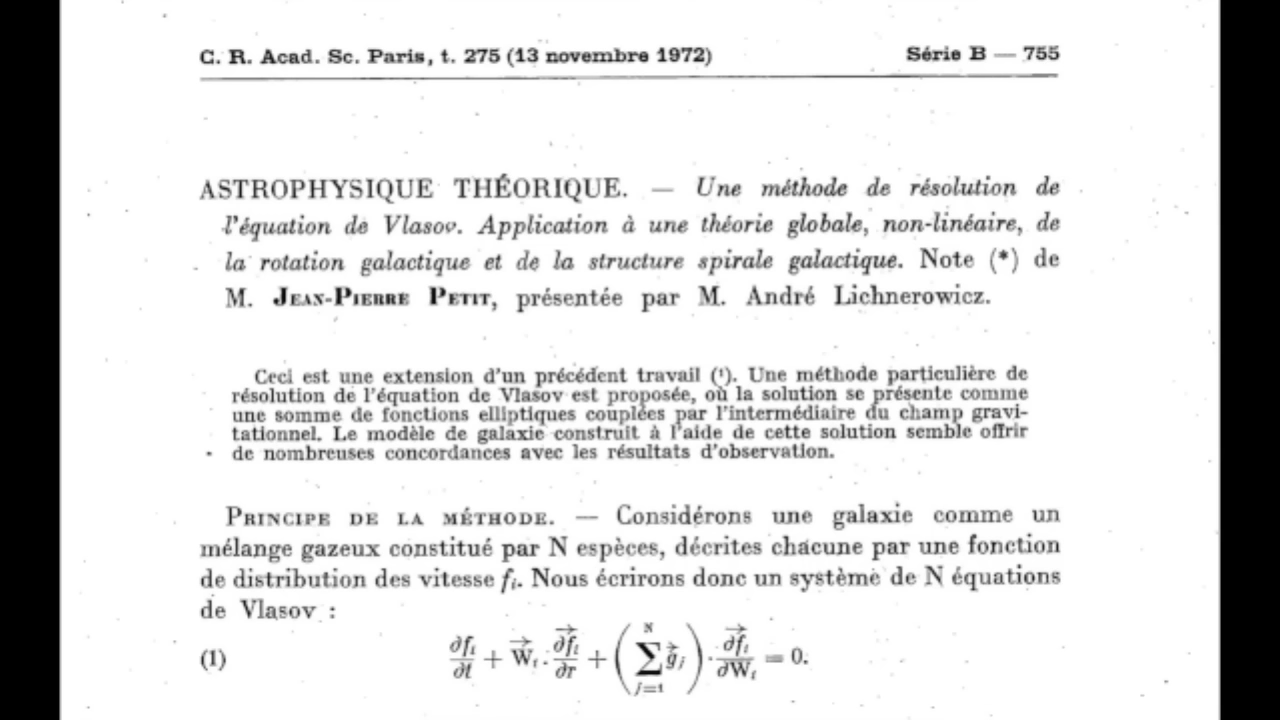 C. R. Acad. Sc. Paris, t. 275 (13 novembre 1972) Série B — 755
ASTROPHYSIQUE THÉORIQUE. — Une méthode de résolution de
l'équation de Vlasov. Application à une théorie globale, non-linéaire, de
la rotation galactique et de la structure spirale galactique. Note (*) de
M. JEAN-PIERRE PETIT, présentée par M. André Lichnerowicz.
Ceci est une extension d'un précédent travail (¹). Une méthode particulière de
résolution de l'équation de Vlasov est proposée, où la solution se présente comme
une somme de fonctions elliptiques couplées par l'intermédiaire du champ gravi-
tationnel. Le modèle de galaxie construit à l'aide de cette solution semble offrir
de nombreuses concordances avec les résultats d'observation.
PRINCIPE DE LA MÉTHODE. — Considérons une galaxie comme un
mélange gazeux constitué par N espèces, décrites chacune par une fonction
de distribution des vitesse fᵢ. Nous écrirons donc un système de N équations
de Vlasov :
(1) ∂fᵢ/∂t + W⃗ᵢ · ∂⃗fᵢ/∂r + (∑_{j=1}^{N} g⃗ⱼ) · ∂⃗fᵢ/∂Wᵢ = 0.